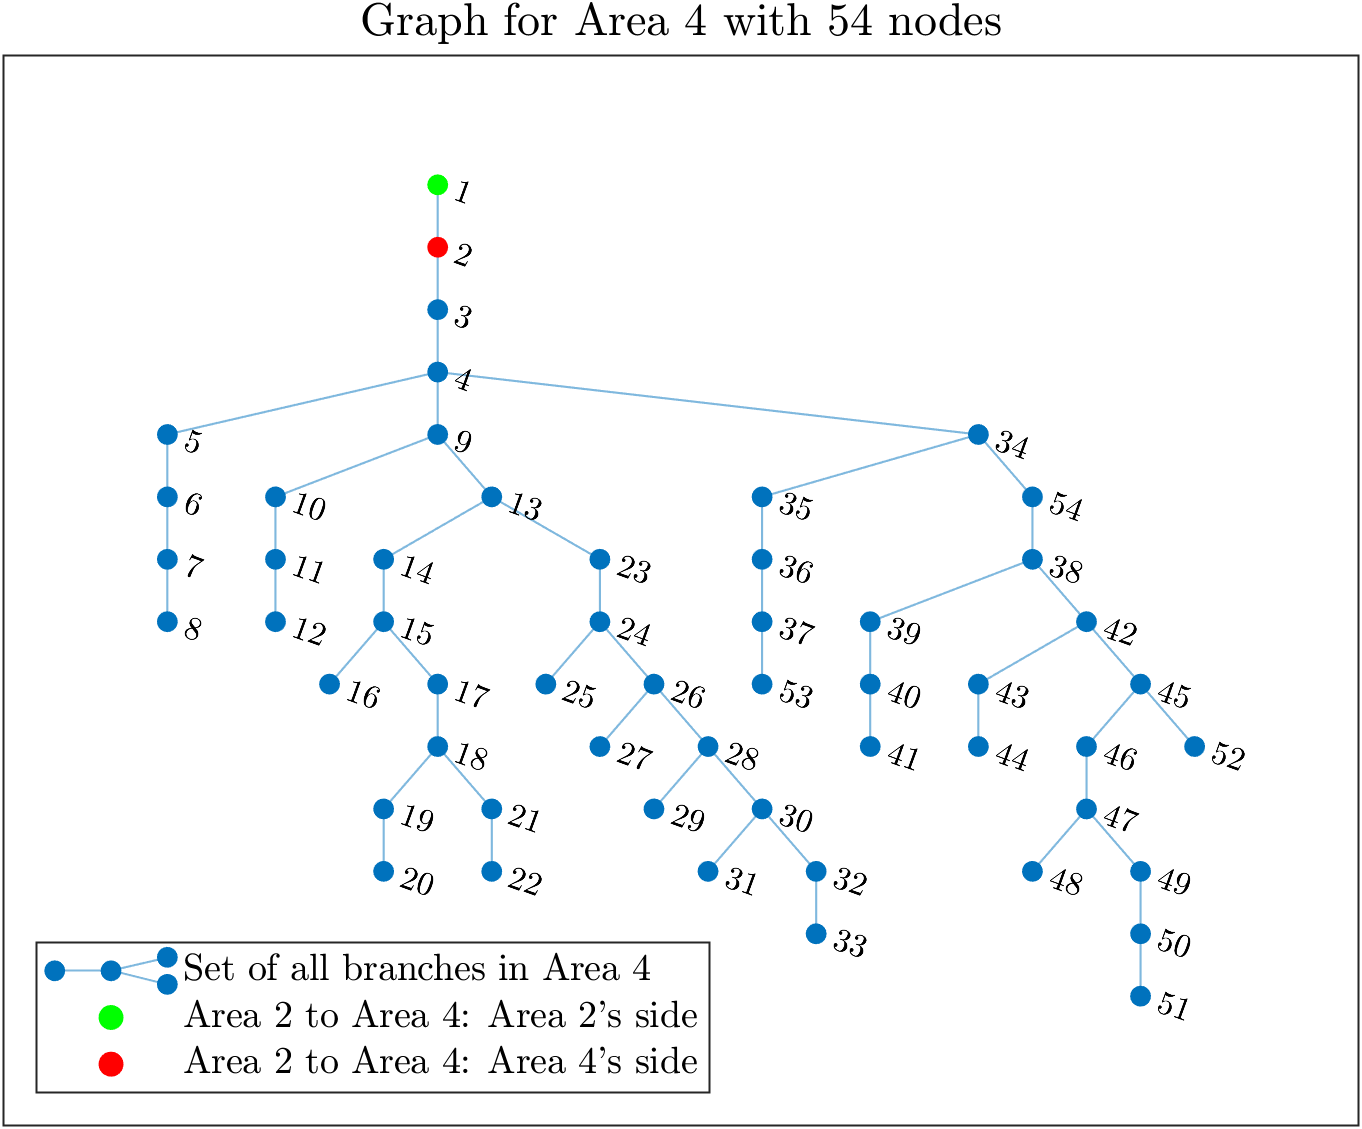 Graph for Area 4 with 54 nodes
1
2
3
4
5 9 34
6 10 13 35 54
7 11 14 23 36 38
8 12 15 24 37 39 42
16 17 25 26 53 40 43 45
18 27 28 41 44 46 52
19 21 29 30 47
20 22 31 32 48 49
33 50
51
Set of all branches in Area 4
Area 2 to Area 4: Area 2's side
Area 2 to Area 4: Area 4's side